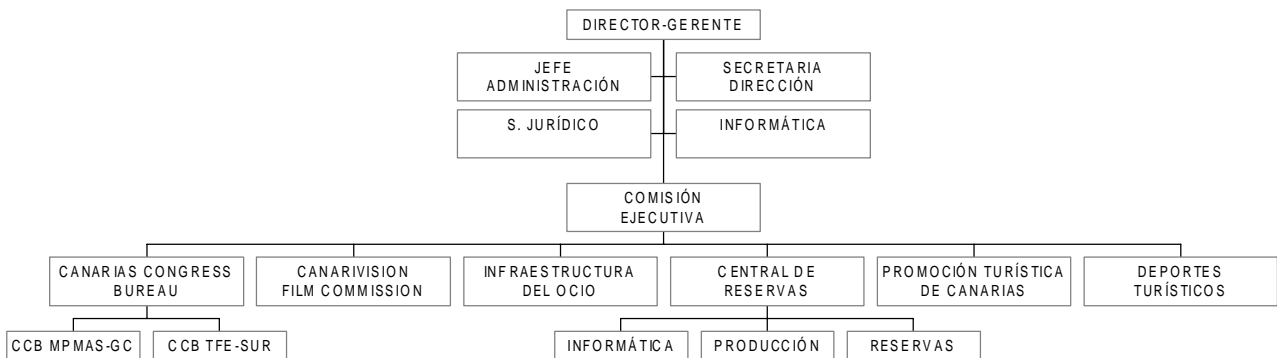 DIRECTOR-GERENTE
JEFE
ADMINISTRACIÓN
SECRETARIA
DIRECCIÓN
S. JURÍDICO
INFORMÁTICA
COMISIÓN
EJECUTIVA
CANARIAS CONGRESS
BUREAU
CANARIVISION
FILM COMMISSION
INFRAESTRUCTURA
DEL OCIO
CENTRAL DE
RESERVAS
PROMOCIÓN TURÍSTICA
DE CANARIAS
DEPORTES
TURÍSTICOS
CCB MPMAS-GC
CCB TFE-SUR
INFORMÁTICA
PRODUCCIÓN
RESERVAS